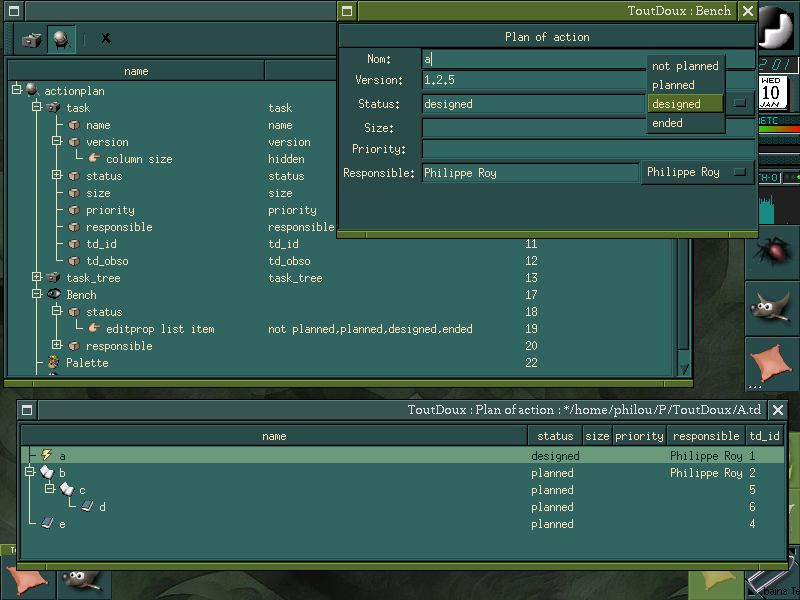 name
actionplan
task task
name name
version version
column size hidden
status status
size size
priority priority
responsible responsible
td_id td_id 11
td_obso td_obso 12
task_tree task_tree 13
Bench 17
status 18
editprop list item not planned,planned,designed,ended 19
responsible 20
Palette 22
ToutDoux : Bench
Plan of action
Nom: a
Version: 1.2.5
Status: designed
Size:
Priority:
Responsible: Philippe Roy Philippe Roy
not planned
planned
designed
ended
WED
10
JAN
ToutDoux : Plan of action : */home/philou/P/ToutDoux/A.td
name status size priority responsible td_id
a designed Philippe Roy 1
b planned Philippe Roy 2
c planned 5
d planned 6
e planned 4